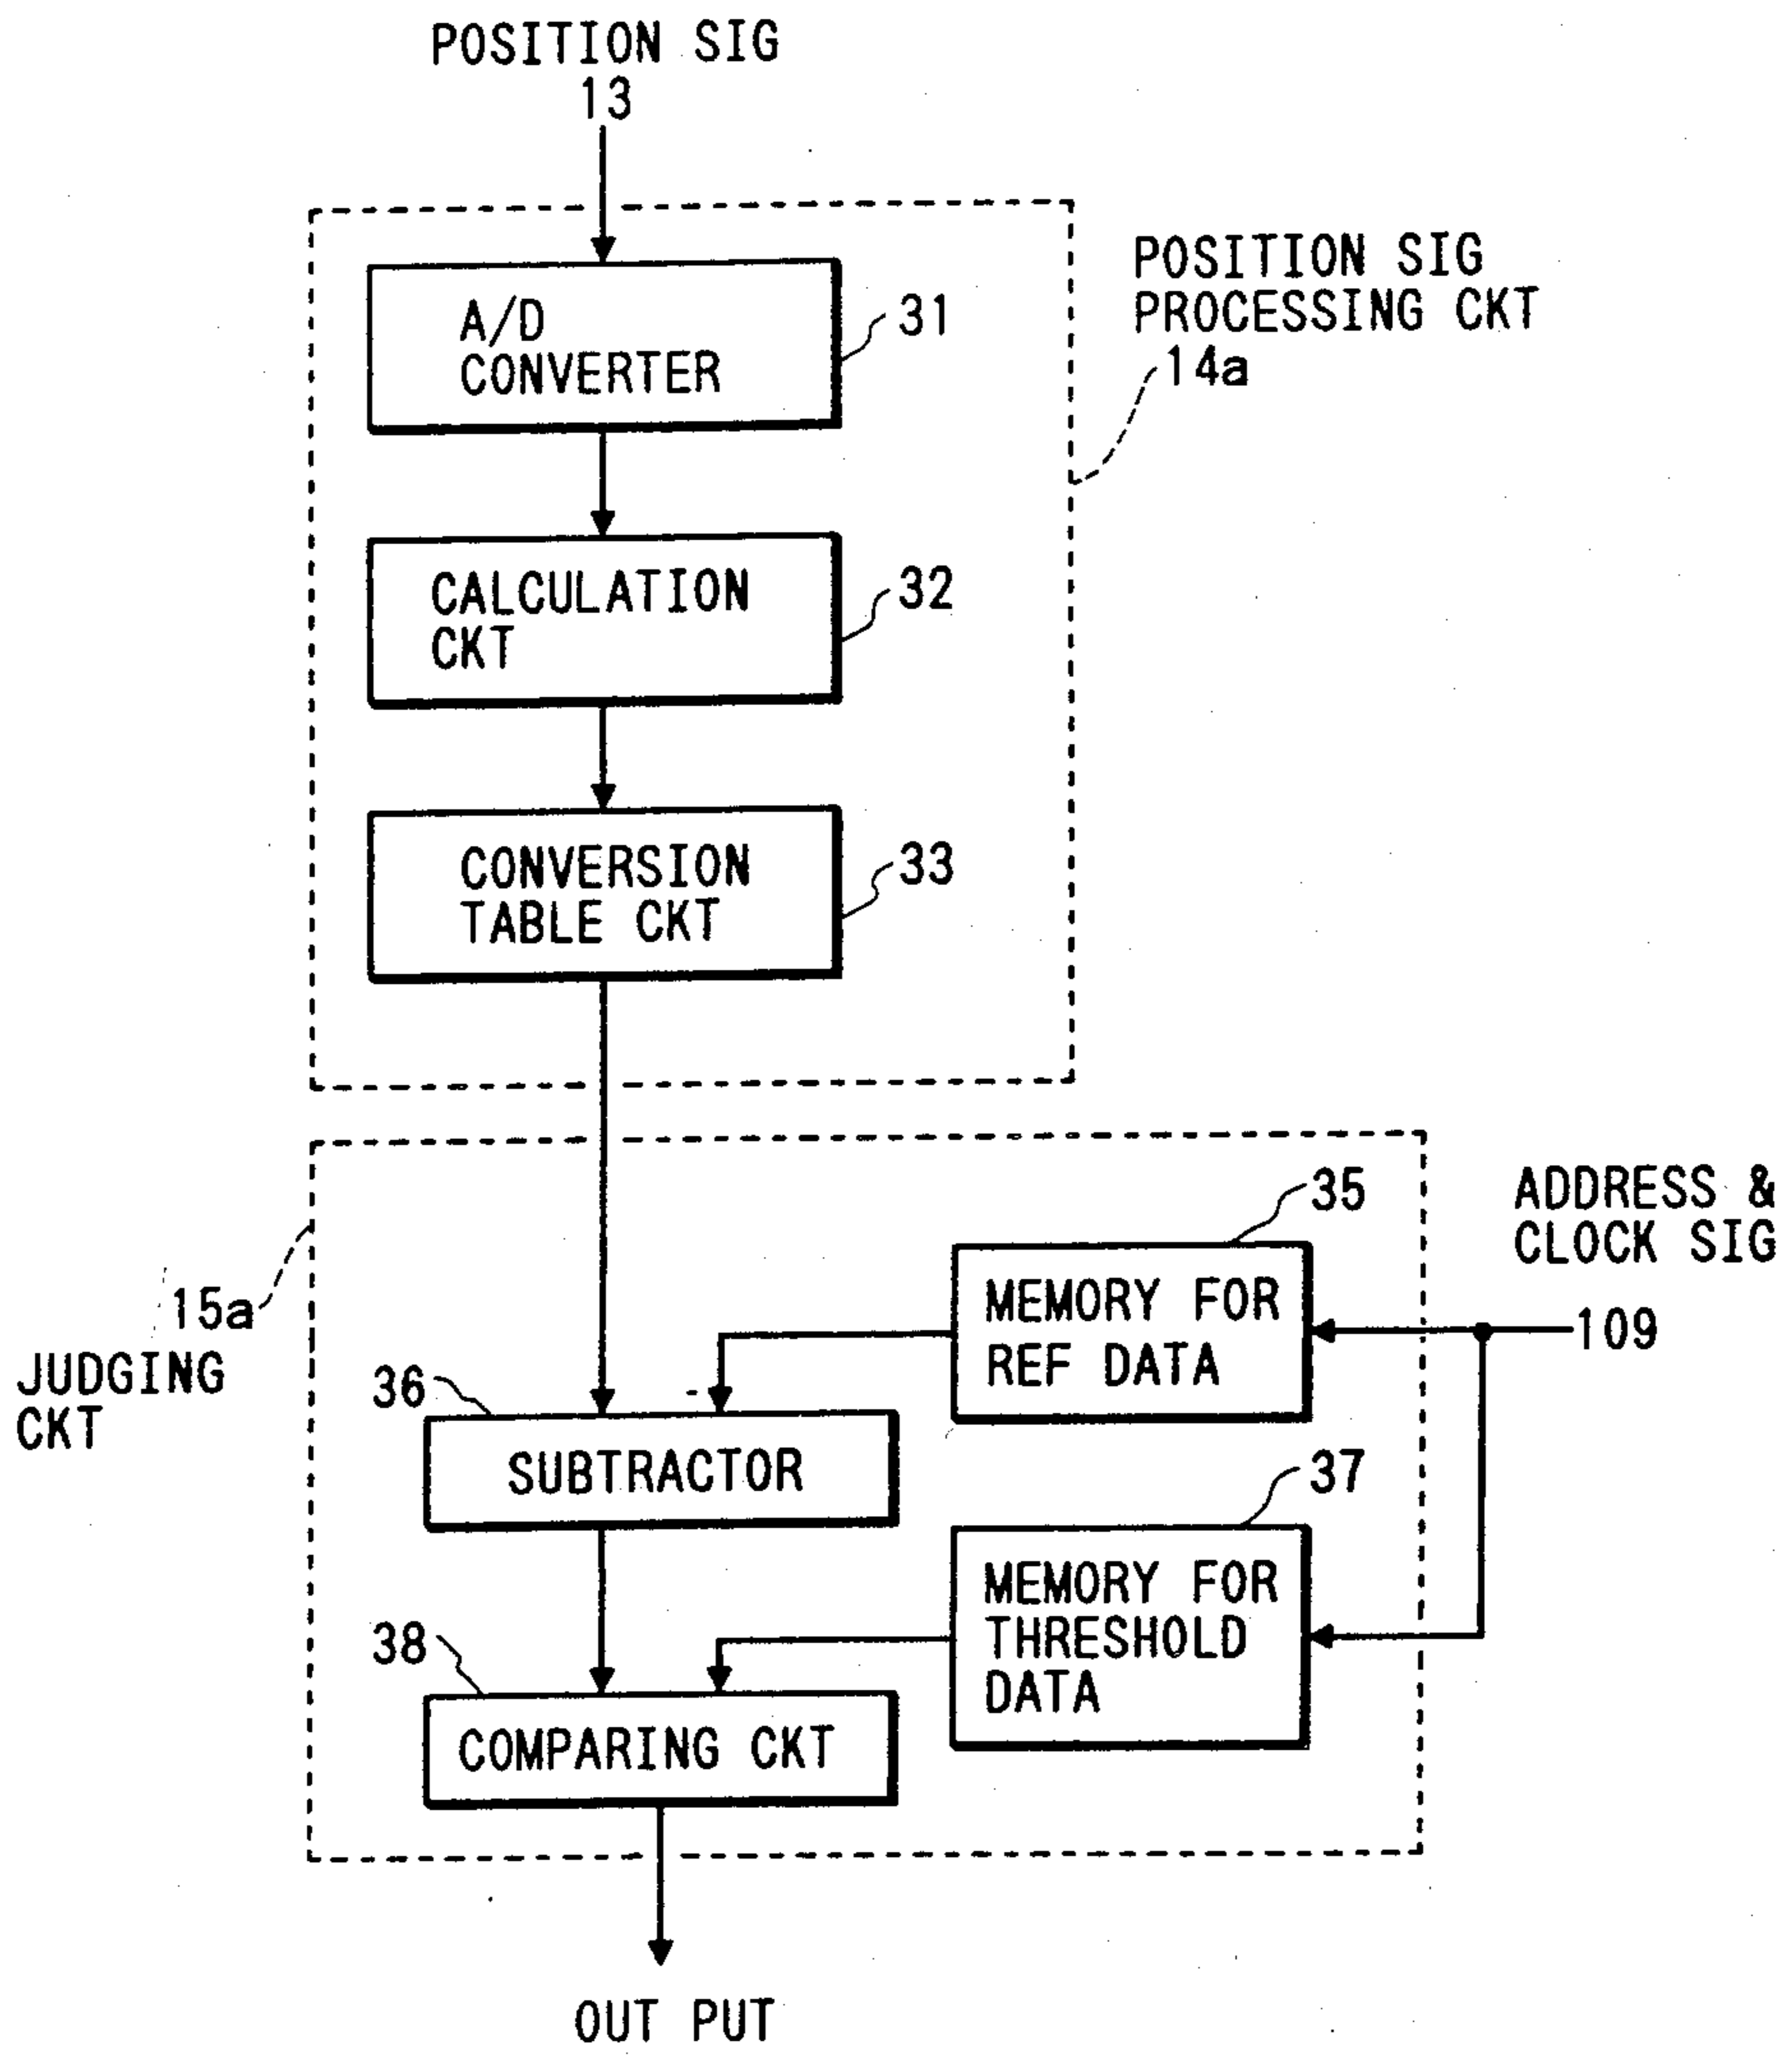 POSITION SIG
13
A/D
CONVERTER
31
POSITION SIG
PROCESSING CKT
14a
CALCULATION
CKT
32
CONVERSION
TABLE CKT
33
35
ADDRESS &
CLOCK SIG
109
15a
JUDGING
CKT
MEMORY FOR
REF DATA
36
-
SUBTRACTOR
37
MEMORY FOR
THRESHOLD
DATA
38
COMPARING CKT
OUT PUT